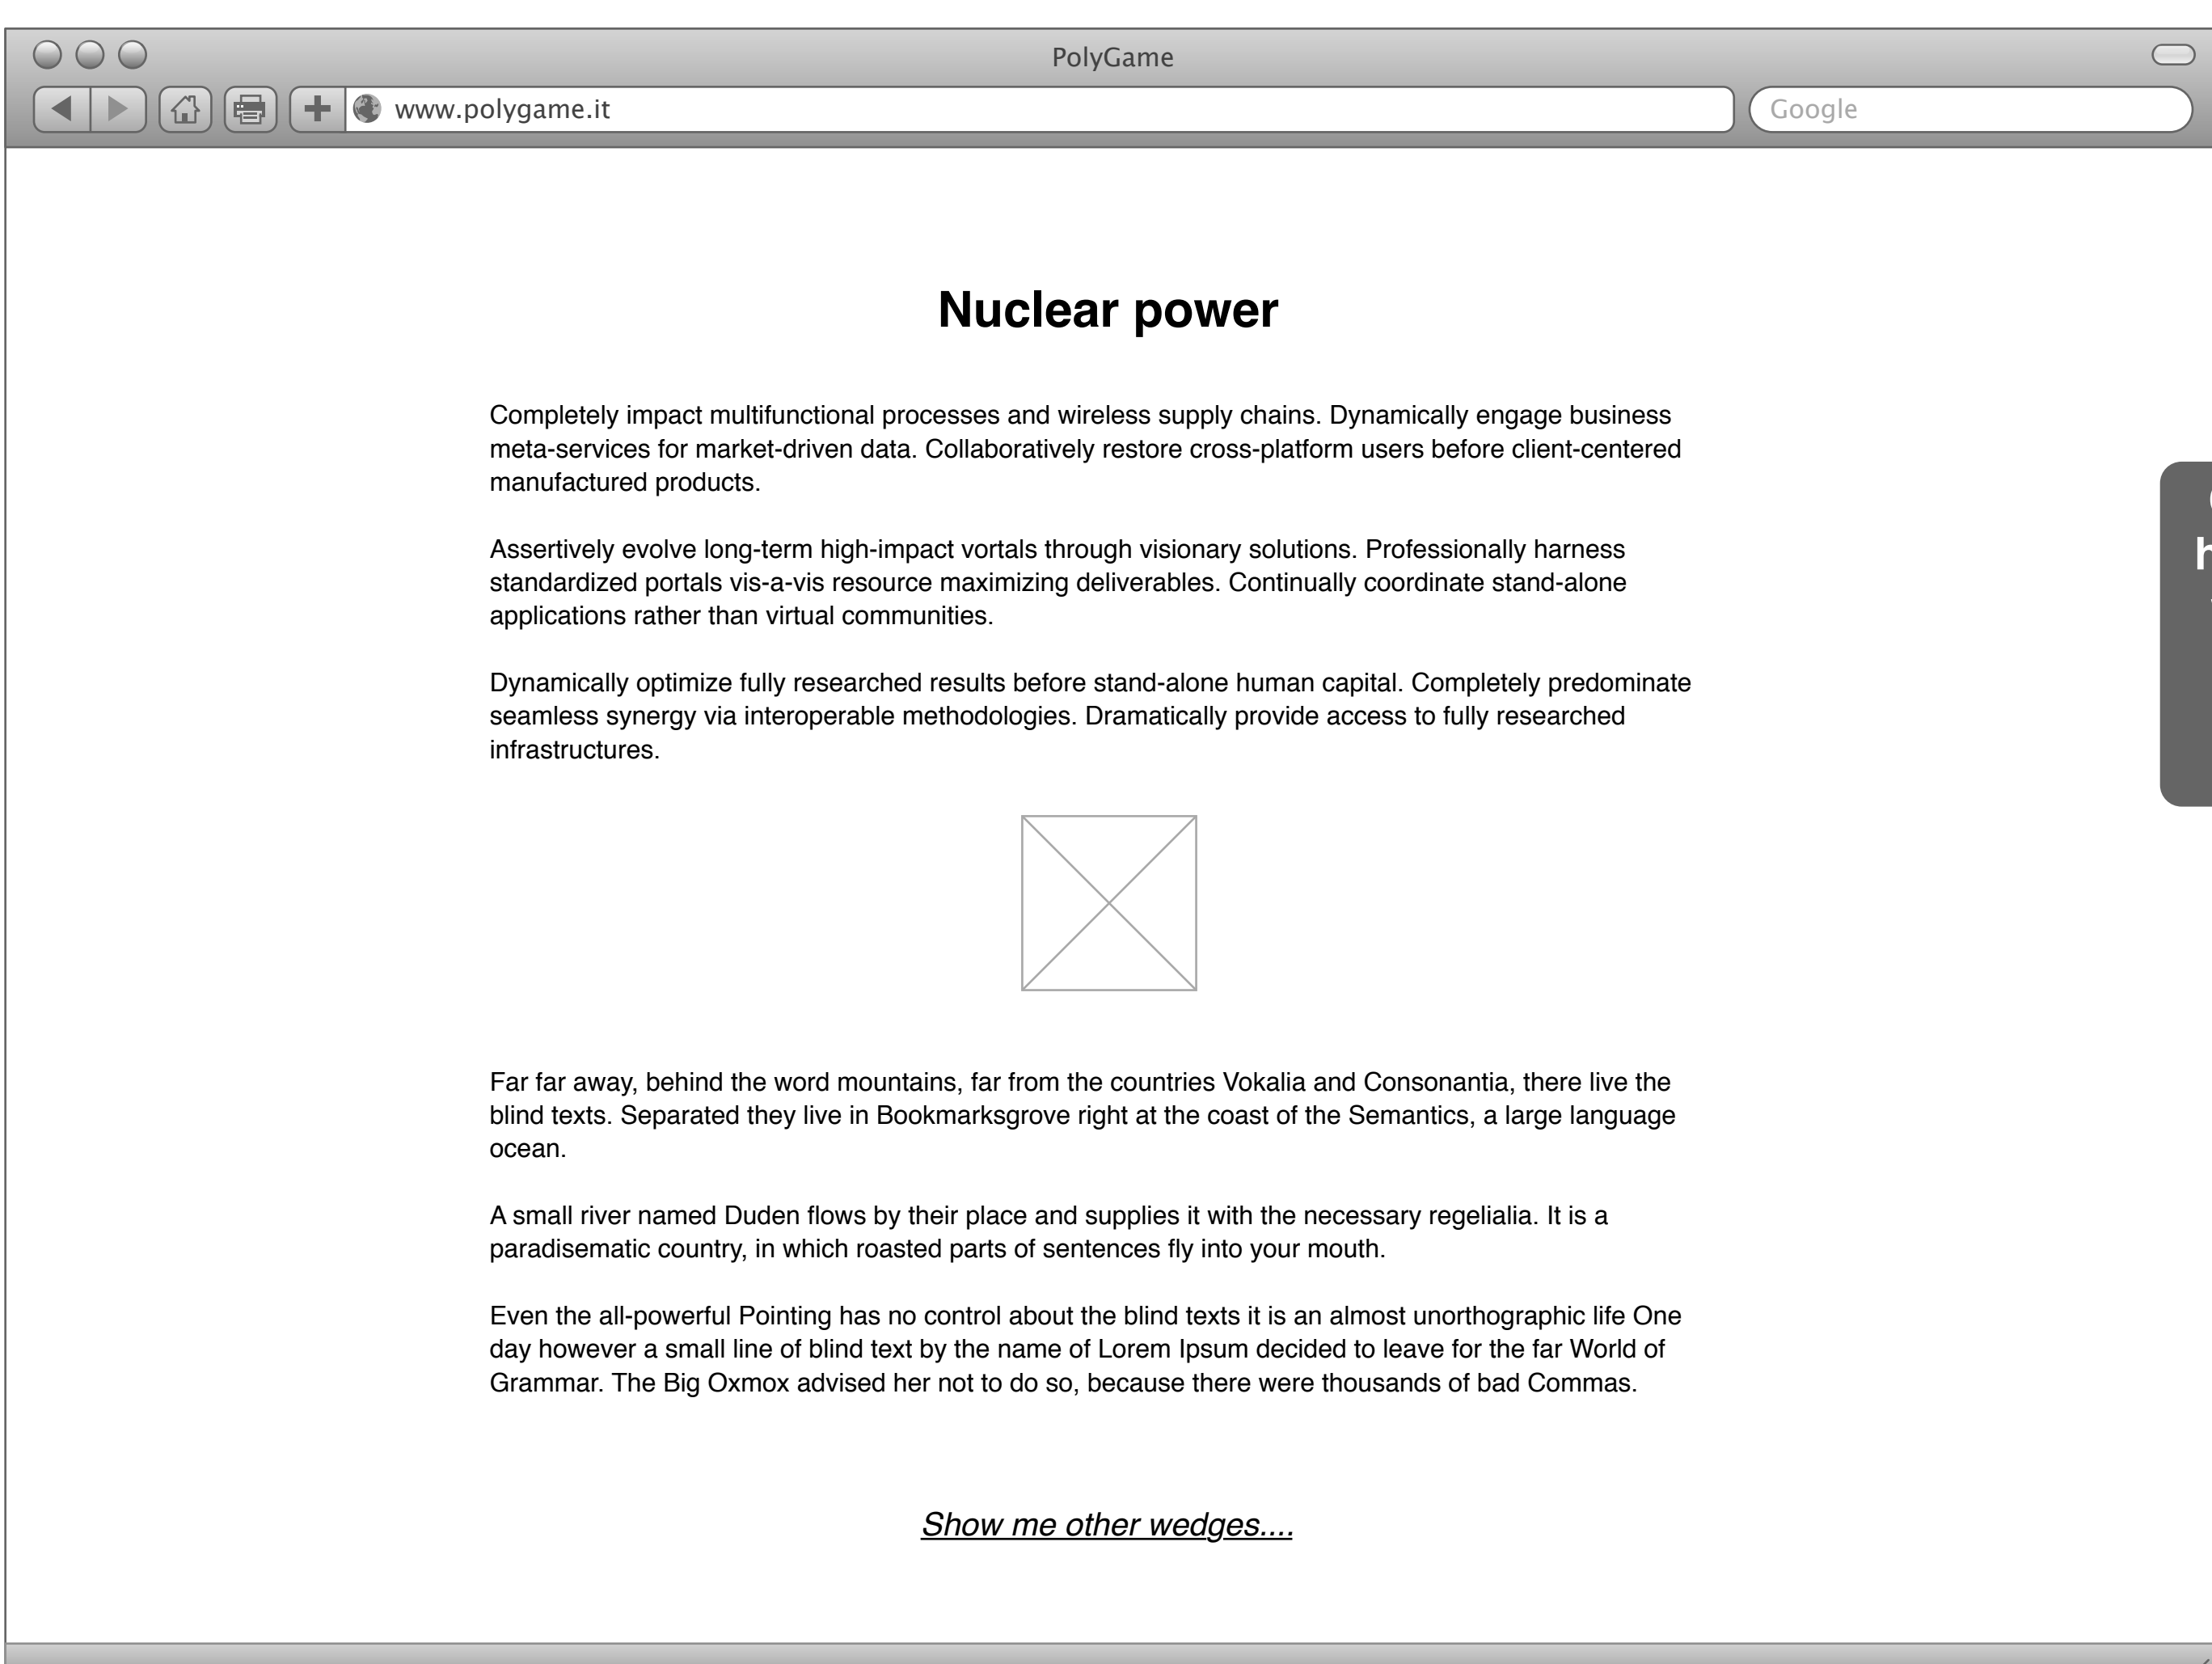 PolyGame
www.polygame.it
Google
Nuclear power
Completely impact multifunctional processes and wireless supply chains. Dynamically engage business
meta-services for market-driven data. Collaboratively restore cross-platform users before client-centered
manufactured products.
Assertively evolve long-term high-impact vortals through visionary solutions. Professionally harness
standardized portals vis-a-vis resource maximizing deliverables. Continually coordinate stand-alone
applications rather than virtual communities.
Dynamically optimize fully researched results before stand-alone human capital. Completely predominate
seamless synergy via interoperable methodologies. Dramatically provide access to fully researched
infrastructures.
Far far away, behind the word mountains, far from the countries Vokalia and Consonantia, there live the
blind texts. Separated they live in Bookmarksgrove right at the coast of the Semantics, a large language
ocean.
A small river named Duden flows by their place and supplies it with the necessary regelialia. It is a
paradisematic country, in which roasted parts of sentences fly into your mouth.
Even the all-powerful Pointing has no control about the blind texts it is an almost unorthographic life One
day however a small line of blind text by the name of Lorem Ipsum decided to leave for the far World of
Grammar. The Big Oxmox advised her not to do so, because there were thousands of bad Commas.
Show me other wedges....